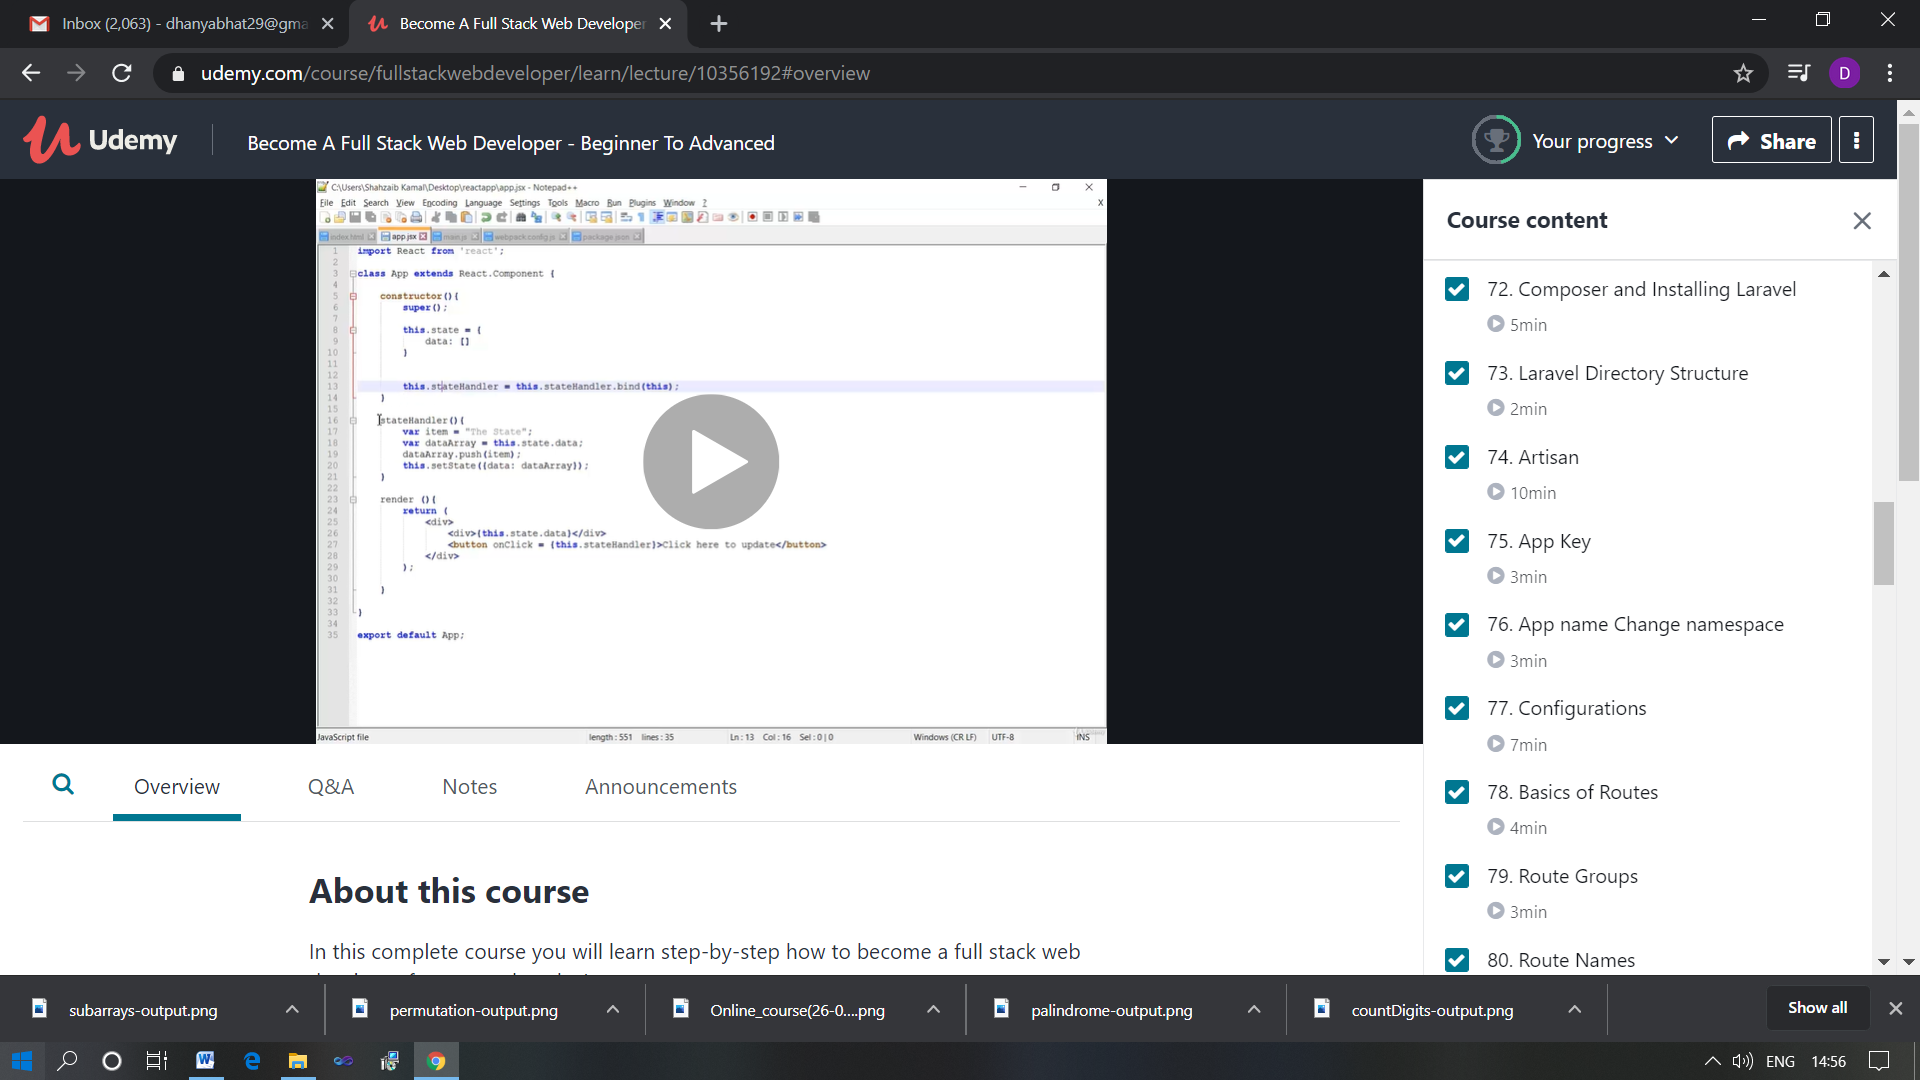 Inbox (2,063) - dhanyabhat29@gma
Become A Full Stack Web Developer
udemy.com/course/fullstackwebdeveloper/learn/lecture/10356192#overview
D
Udemy
Become A Full Stack Web Developer - Beginner To Advanced
Your progress
Share
C:\Users\Shahzaib Kamal\Desktop\reactapp\app.jsx - Notepad++
File Edit Search View Encoding Language Settings Tools Macro Run Plugins Window ?
X
index.html app.jsx main.js webpack.config.js package.json
1 import React from 'react';
2
3 class App extends React.Component {
4
5 constructor(){
6 super();
7
8 this.state = {
9 data: []
10 }
11
12
13 this.stateHandler = this.stateHandler.bind(this);
14 }
15
16 stateHandler(){
17 var item = "The State";
18 var dataArray = this.state.data;
19 dataArray.push(item);
20 this.setState({data: dataArray});
21 }
22
23 render (){
24 return (
25 <div>
26 <div>{this.state.data}</div>
27 <button onClick = {this.stateHandler}>Click here to update</button>
28 </div>
29 );
30
31 }
32
33 }
34
35 export default App;
JavaScript file length : 551 lines : 35 Ln : 13 Col : 16 Sel : 0 | 0 Windows (CR LF) UTF-8 INS
Course content
72. Composer and Installing Laravel
5min
73. Laravel Directory Structure
2min
74. Artisan
10min
75. App Key
3min
76. App name Change namespace
3min
77. Configurations
7min
78. Basics of Routes
4min
79. Route Groups
3min
80. Route Names
Overview Q&A Notes Announcements
About this course
In this complete course you will learn step-by-step how to become a full stack web
subarrays-output.png permutation-output.png Online_course(26-0....png palindrome-output.png countDigits-output.png Show all
ENG 14:56